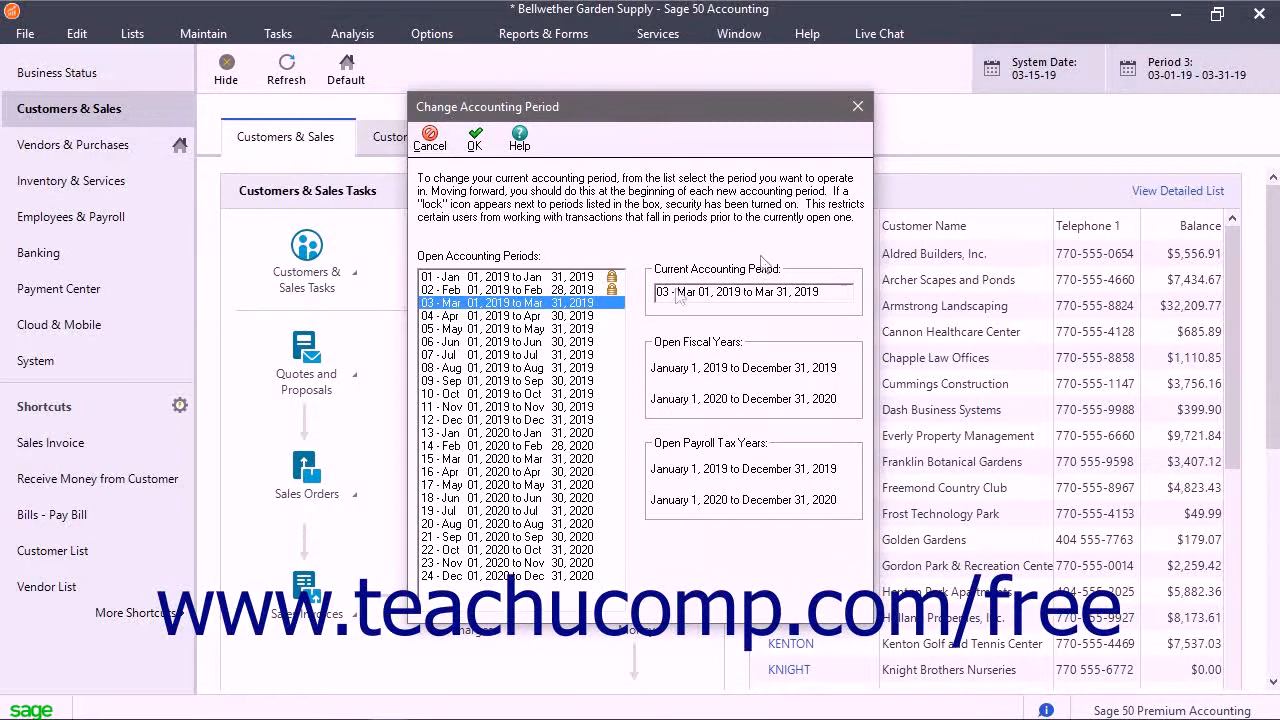 * Bellwether Garden Supply - Sage 50 Accounting
File Edit Lists Maintain Tasks Analysis Options Reports & Forms Services Window Help Live Chat
Business Status
Customers & Sales
Vendors & Purchases
Inventory & Services
Employees & Payroll
Banking
Payment Center
Cloud & Mobile
System
Shortcuts
Sales Invoice
Receive Money from Customer
Bills - Pay Bill
Customer List
Vendor List
More Shortcuts
Hide Refresh Default
System Date:
03-15-19
Period 3:
03-01-19 - 03-31-19
Customers & Sales
Customers & Sales Tasks
Customers &
Sales Tasks
Quotes and
Proposals
Sales Orders
Change Accounting Period
Cancel OK Help
To change your current accounting period, from the list select the period you want to operate
in. Moving forward, you should do this at the beginning of each new accounting period. If a
"lock" icon appears next to periods listed in the box, security has been turned on. This restricts
certain users from working with transactions that fall in periods prior to the currently open one.
Open Accounting Periods:
01 - Jan 01, 2019 to Jan 31, 2019
02 - Feb 01, 2019 to Feb 28, 2019
03 - Mar 01, 2019 to Mar 31, 2019
04 - Apr 01, 2019 to Apr 30, 2019
05 - May 01, 2019 to May 31, 2019
06 - Jun 01, 2019 to Jun 30, 2019
07 - Jul 01, 2019 to Jul 31, 2019
08 - Aug 01, 2019 to Aug 31, 2019
09 - Sep 01, 2019 to Sep 30, 2019
10 - Oct 01, 2019 to Oct 31, 2019
11 - Nov 01, 2019 to Nov 30, 2019
12 - Dec 01, 2019 to Dec 31, 2019
13 - Jan 01, 2020 to Jan 31, 2020
14 - Feb 01, 2020 to Feb 28, 2020
15 - Mar 01, 2020 to Mar 31, 2020
16 - Apr 01, 2020 to Apr 30, 2020
17 - May 01, 2020 to May 31, 2020
18 - Jun 01, 2020 to Jun 30, 2020
19 - Jul 01, 2020 to Jul 31, 2020
20 - Aug 01, 2020 to Aug 31, 2020
21 - Sep 01, 2020 to Sep 30, 2020
22 - Oct 01, 2020 to Oct 31, 2020
23 - Nov 01, 2020 to Nov 30, 2020
24 - Dec 01, 2020 to Dec 31, 2020
Current Accounting Period:
03 - Mar 01, 2019 to Mar 31, 2019
Open Fiscal Years:
January 1, 2019 to December 31, 2019
January 1, 2020 to December 31, 2020
Open Payroll Tax Years:
January 1, 2019 to December 31, 2019
January 1, 2020 to December 31, 2020
View Detailed List
Customer Name Telephone 1 Balance
Aldred Builders, Inc. 770-555-0654 $5,556.91
Archer Scapes and Ponds 770-555-4660 $7,434.67
Armstrong Landscaping 770-555-1812 $10,532.41
Cannon Healthcare Center 770-555-4128 $685.89
Chapple Law Offices 770-555-8858 $1,110.85
Cummings Construction 770-555-1147 $3,756.16
Dash Business Systems 770-555-9988 $399.90
Everly Property Management 770-555-6660 $9,721.84
Franklin Botanical Gardens 770 555-9598 $3,407.12
Freemond Country Club 770-555-8967 $4,823.43
Frost Technology Park 770-555-4153 $49.99
Golden Gardens 404 555-7763 $179.07
Gordon Park & Recreation Cente 770-555-0014 $2,259.42
$5,882.36
$8,173.61
KENTON Kenton Golf and Tennis Center 770-555-4469 $7,537.03
KNIGHT Knight Brothers Nurseries 770 555-6772 $0.00
www.teachucomp.com/free
sage
Sage 50 Premium Accounting